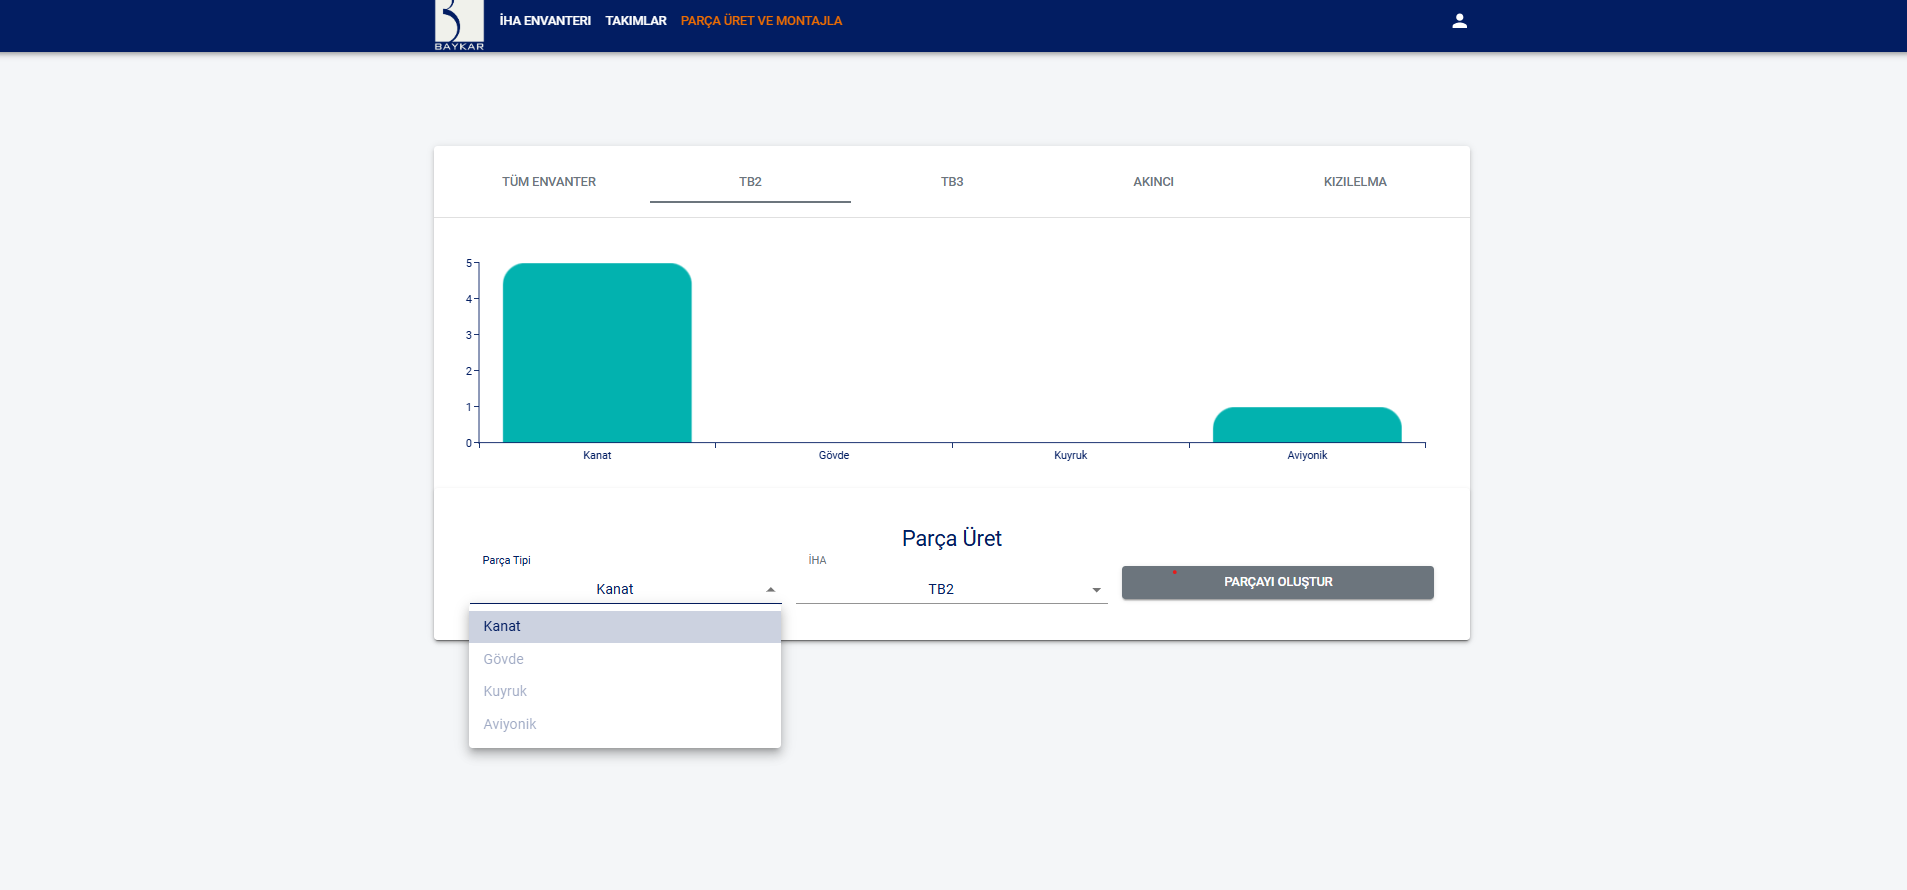 BAYKAR
İHA ENVANTERI TAKIMLAR PARÇA ÜRET VE MONTAJLA
TÜM ENVANTER TB2 TB3 AKINCI KIZILELMA
5
4
3
2
1
0
Kanat Gövde Kuyruk Aviyonik
Parça Üret
Parça Tipi İHA
Kanat TB2 PARÇAYI OLUŞTUR
Kanat
Gövde
Kuyruk
Aviyonik